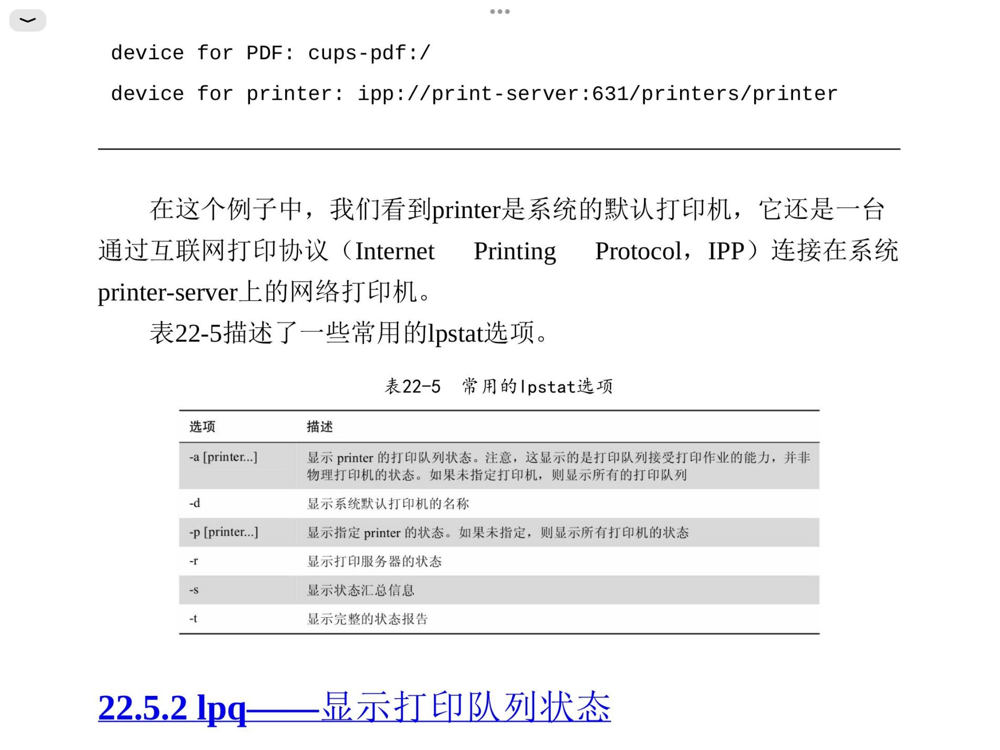 device for PDF: cups-pdf:/
device for printer: ipp://print-server:631/printers/printer
在这个例子中，我们看到printer是系统的默认打印机，它还是一台
通过互联网打印协议（Internet Printing Protocol，IPP）连接在系统
printer-server上的网络打印机。
表22-5描述了一些常用的lpstat选项。
表22-5 常用的lpstat选项
选项 描述
-a [printer...] 显示 printer 的打印队列状态。注意，这显示的是打印队列接受打印作业的能力，并非
物理打印机的状态。如果未指定打印机，则显示所有的打印队列
-d 显示系统默认打印机的名称
-p [printer...] 显示指定 printer 的状态。如果未指定，则显示所有打印机的状态
-r 显示打印服务器的状态
-s 显示状态汇总信息
-t 显示完整的状态报告
22.5.2 lpq——显示打印队列状态